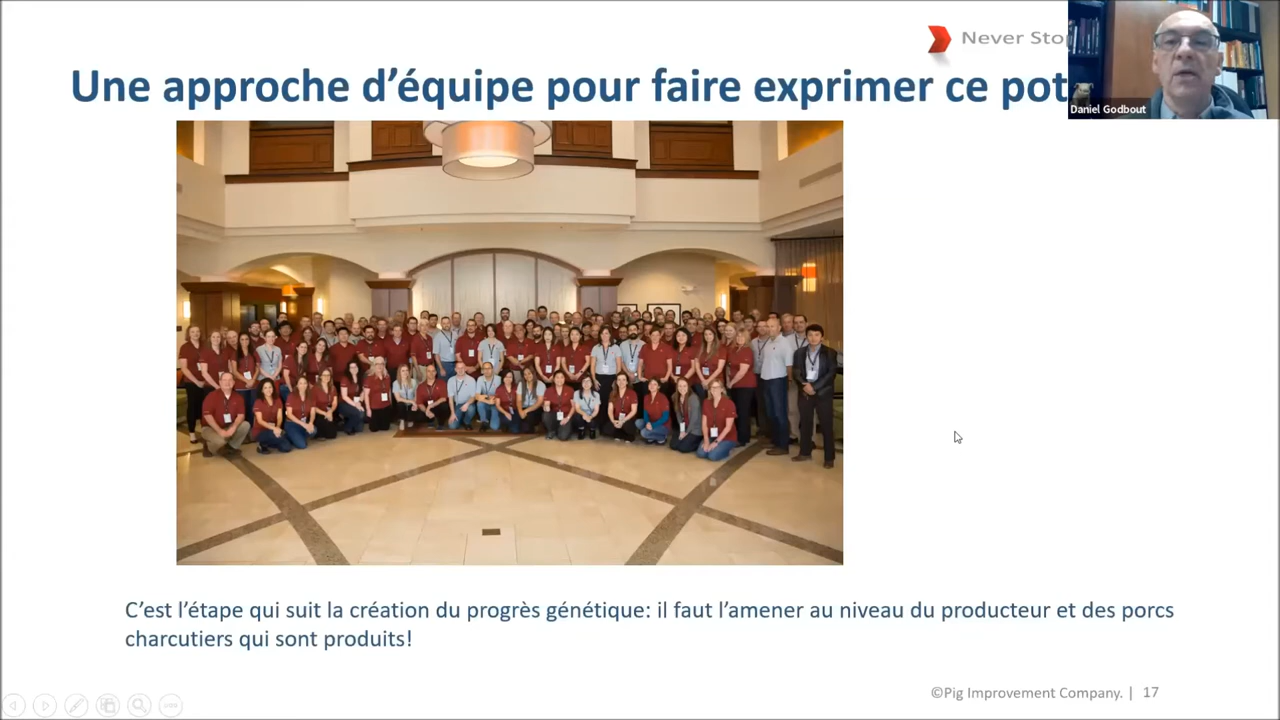 Never Sto
Une approche d’équipe pour faire exprimer ce pot
Daniel Godbout
C’est l’étape qui suit la création du progrès génétique: il faut l’amener au niveau du producteur et des porcs
charcutiers qui sont produits!
©Pig Improvement Company. | 17